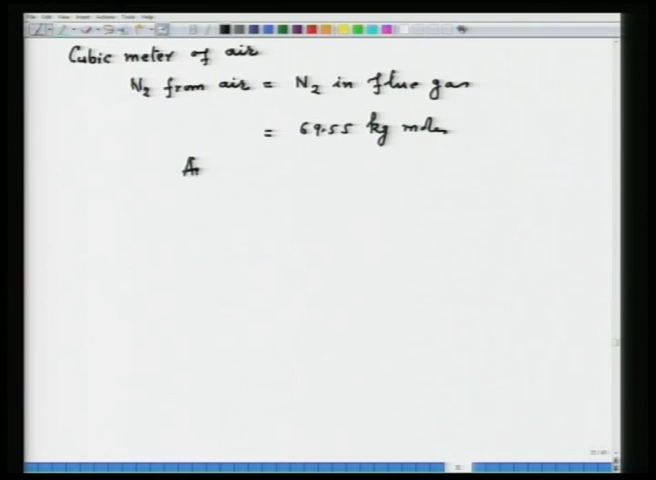 Cubic meter of air
N2 from air = N2 in flue gas
= 69.55 kg moles